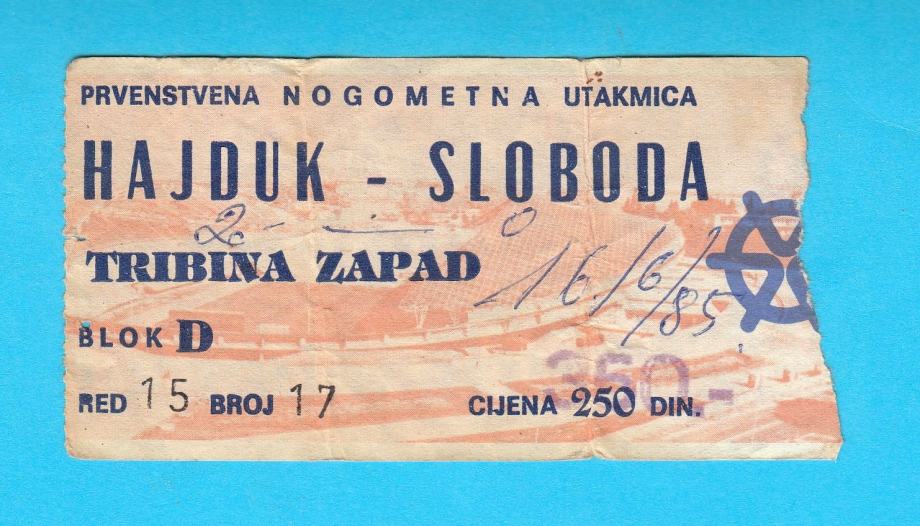 PRVENSTVENA NOGOMETNA UTAKMICA
HAJDUK - SLOBODA
2 - 0
TRIBINA ZAPAD
16/6/85
BLOK D
350.-
RED 15 BROJ 17 CIJENA 250 DIN.